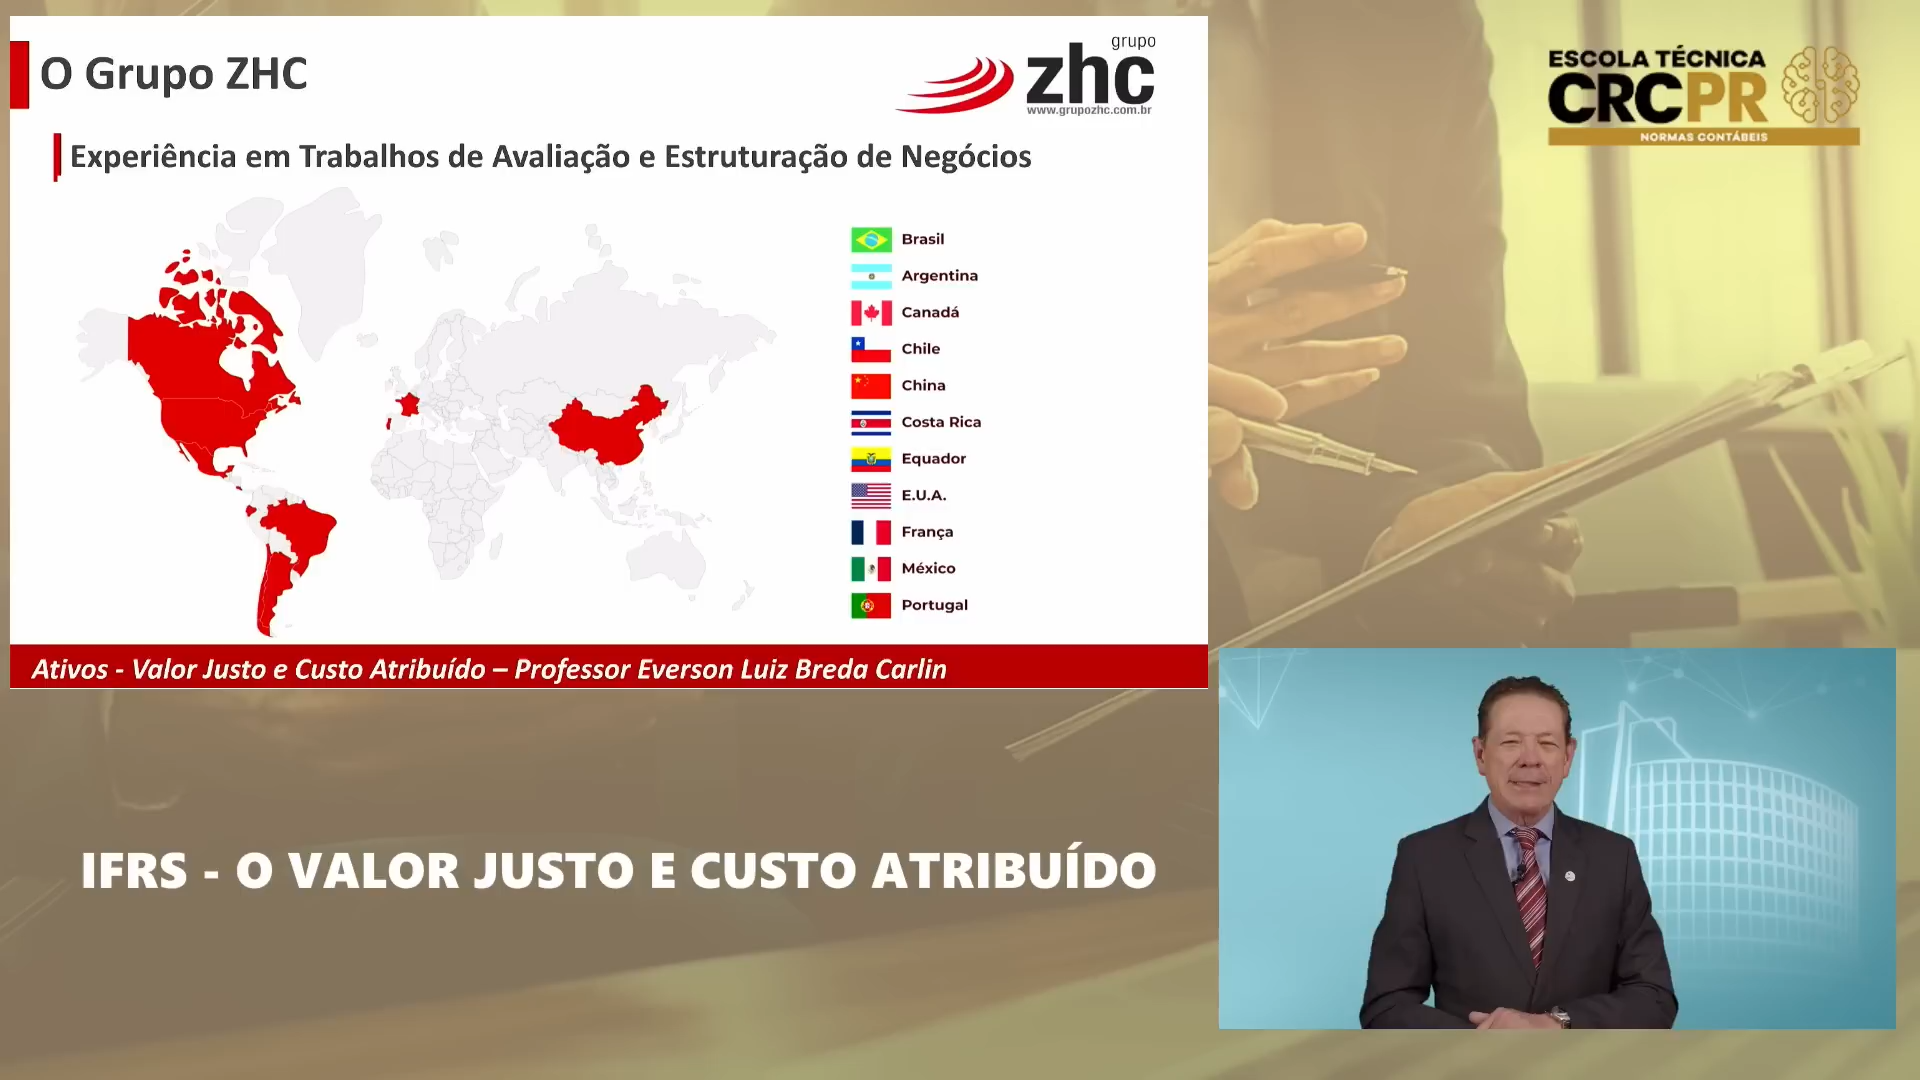 O Grupo ZHC
grupo
zhc
www.grupozhc.com.br
Experiência em Trabalhos de Avaliação e Estruturação de Negócios
Brasil
Argentina
Canadá
Chile
China
Costa Rica
Equador
E.U.A.
França
México
Portugal
Ativos - Valor Justo e Custo Atribuído – Professor Everson Luiz Breda Carlin
ESCOLA TÉCNICA
CRCPR
NORMAS CONTÁBEIS
IFRS - O VALOR JUSTO E CUSTO ATRIBUÍDO